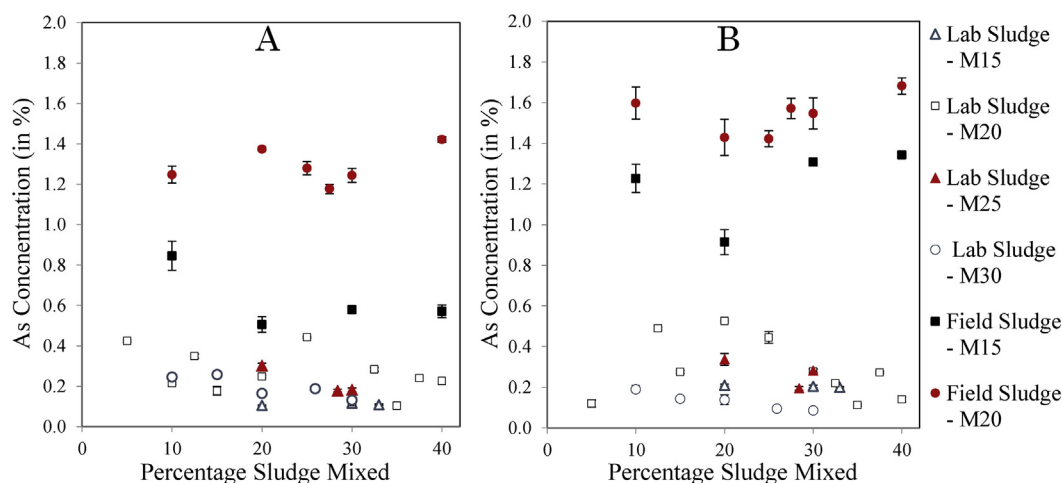 A
B
As Concnentration (in %)
2.0
1.8
1.6
1.4
1.2
1.0
0.8
0.6
0.4
0.2
0.0
0
10
20
30
40
Percentage Sludge Mixed
As Concnentration (in %)
2.0
1.8
1.6
1.4
1.2
1.0
0.8
0.6
0.4
0.2
0.0
0
10
20
30
40
Percentage Sludge Mixed
Lab Sludge
- M15
Lab Sludge
- M20
Lab Sludge
- M25
Lab Sludge
- M30
Field Sludge
- M15
Field Sludge
- M20